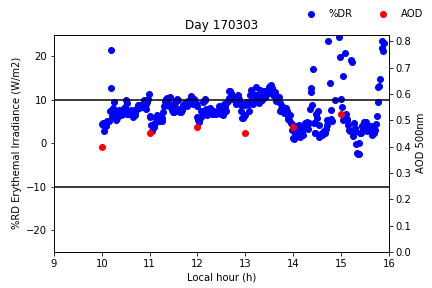 %DR AOD
Day 170303
%RD Erythemal Irradiance (W/m2)
20
10
0
−10
−20
0.8
0.7
0.6
0.5
0.4
0.3
0.2
0.1
0.0
AOD 500nm
9 10 11 12 13 14 15 16
Local hour (h)